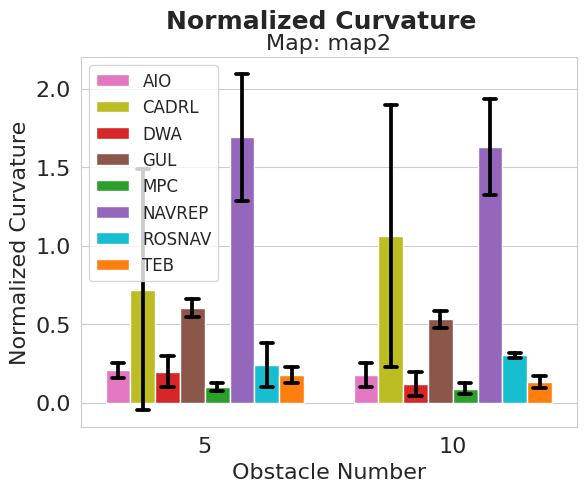 Normalized Curvature
Map: map2
Normalized Curvature
2.0
1.5
1.0
0.5
0.0
AIO
CADRL
DWA
GUL
MPC
NAVREP
ROSNAV
TEB
5 10
Obstacle Number